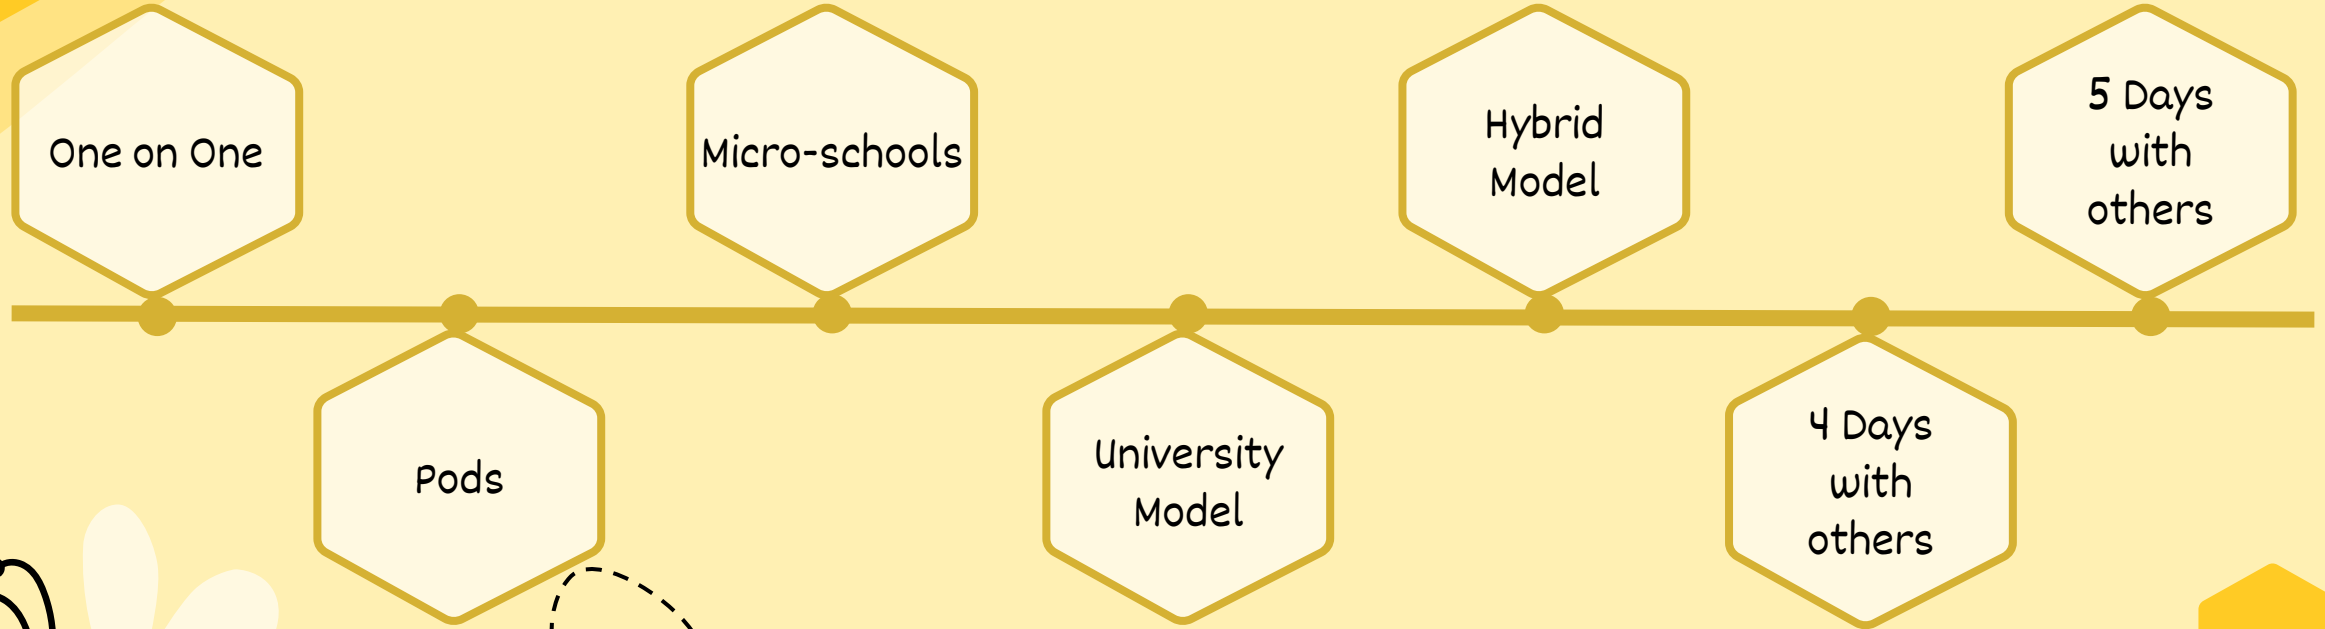 One on One
Pods
Micro-schools
University
Model
Hybrid
Model
4 Days
with
others
5 Days
with
others